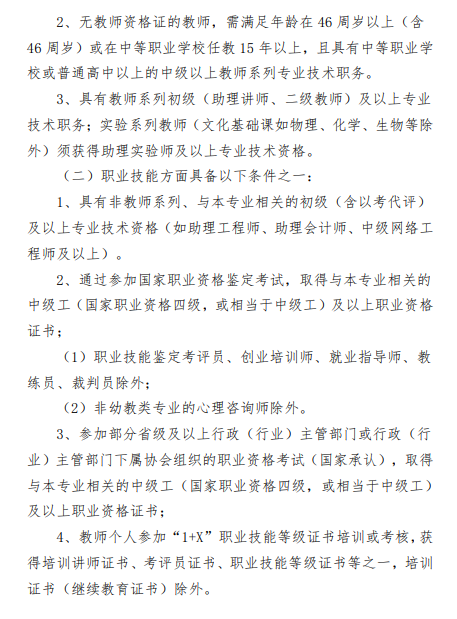 2、无教师资格证的教师，需满足年龄在 46 周岁以上（含
46 周岁）或在中等职业学校任教 15 年以上，且具有中等职业学
校或普通高中以上的中级以上教师系列专业技术职务。
3、具有教师系列初级（助理讲师、二级教师）及以上专业
技术职务；实验系列教师（文化基础课如物理、化学、生物等除
外）须获得助理实验师及以上专业技术资格。
（二）职业技能方面具备以下条件之一：
1、具有非教师系列、与本专业相关的初级（含以考代评）
及以上专业技术资格（如助理工程师、助理会计师、中级网络工
程师及以上）。
2、通过参加国家职业资格鉴定考试，取得与本专业相关的
中级工（国家职业资格四级，或相当于中级工）及以上职业资格
证书；
（1）职业技能鉴定考评员、创业培训师、就业指导师、教
练员、裁判员除外；
（2）非幼教类专业的心理咨询师除外。
3、参加部分省级及以上行政（行业）主管部门或行政（行
业）主管部门下属协会组织的职业资格考试（国家承认），取得
与本专业相关的中级工（国家职业资格四级，或相当于中级工）
及以上职业资格证书；
4、教师个人参加“1+X”职业技能等级证书培训或考核，获
得培训讲师证书、考评员证书、职业技能等级证书等之一，培训
证书（继续教育证书）除外。